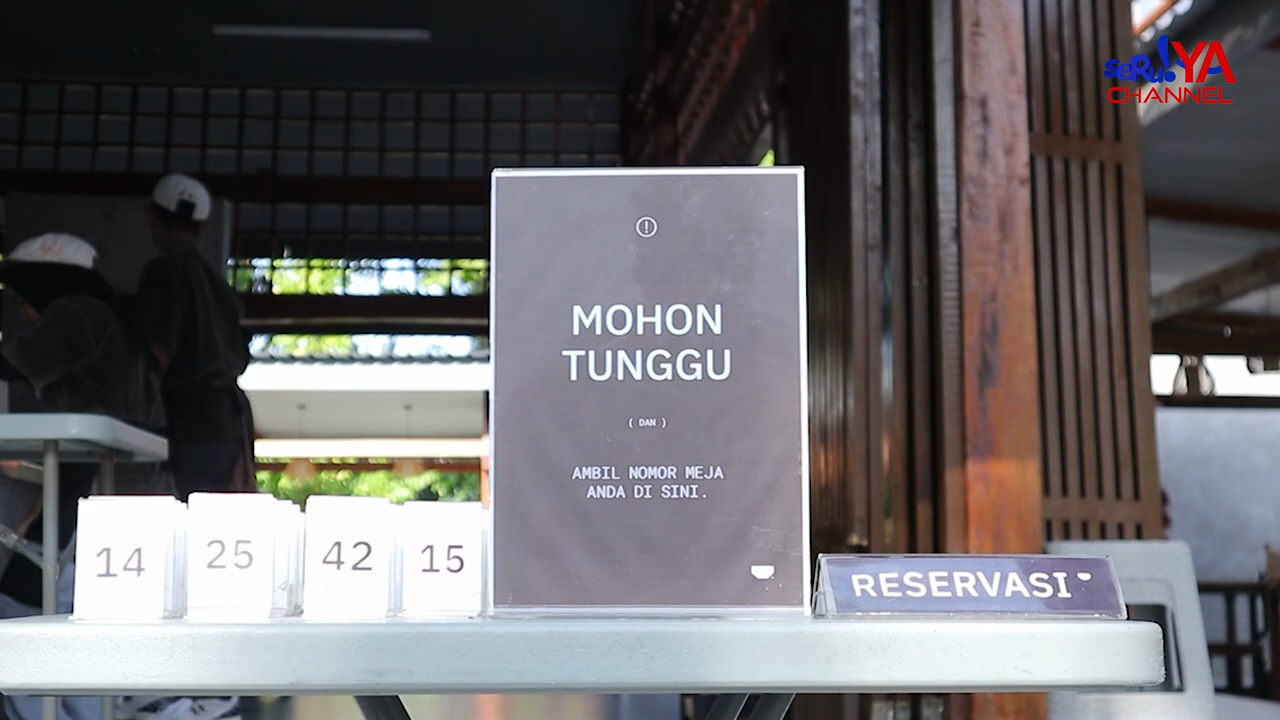 seRu!YA
CHANNEL
MOHON
TUNGGU
( DAN )
AMBIL NOMOR MEJA
ANDA DI SINI.
14
25
42
15
RESERVASI